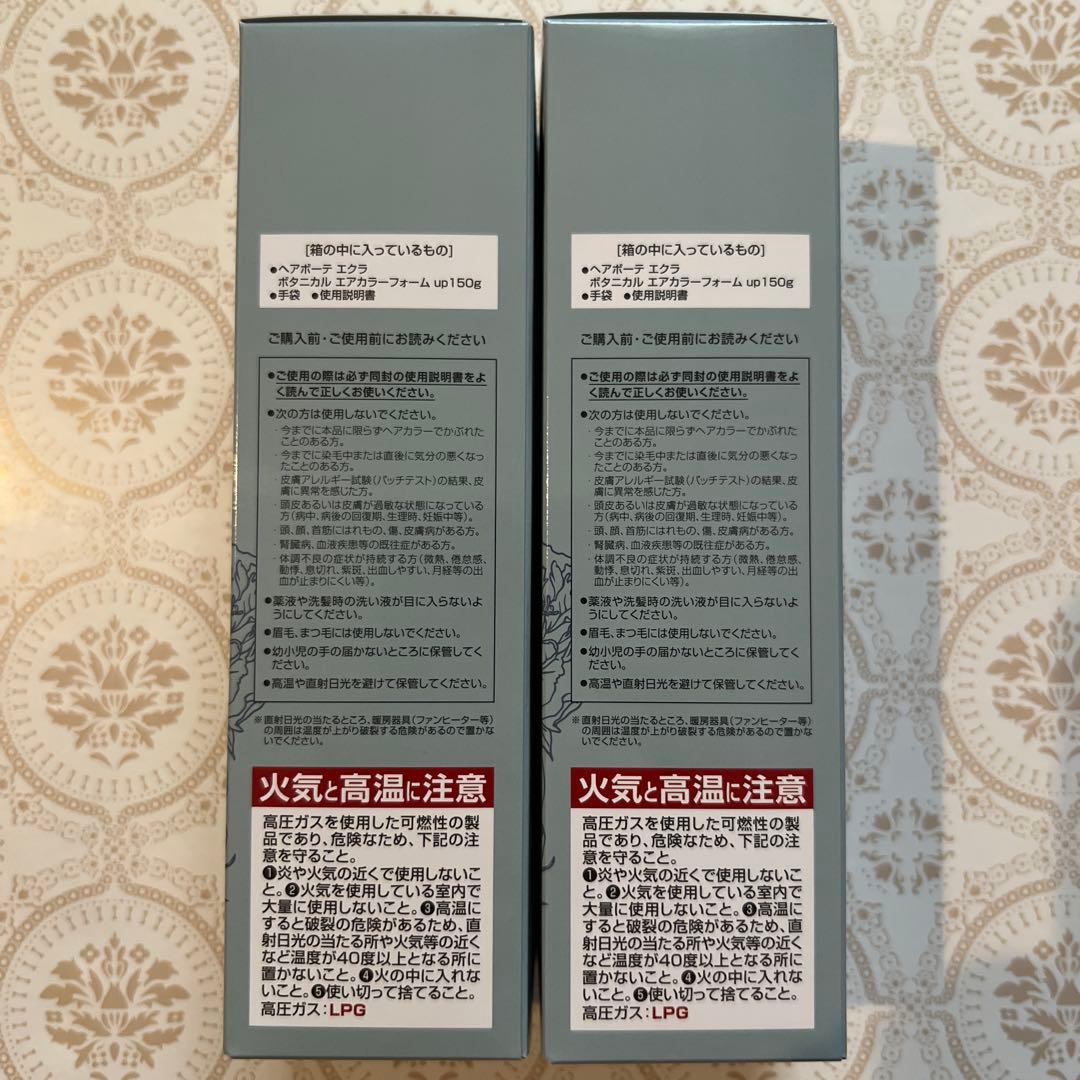 [箱の中に入っているもの]
●ヘアボーテ エクラ
ボタニカル エアカラーフォーム up150g
●手袋 ●使用説明書
ご購入前・ご使用前にお読みください
●ご使用の際は必ず同封の使用説明書をよ
く読んで正しくお使いください。
●次の方は使用しないでください。
・今までに本品に限らずヘアカラーでかぶれた
ことのある方。
・今までに染毛中または直後に気分の悪くなっ
たことのある方。
・皮膚アレルギー試験(パッチテスト)の結果、皮
膚に異常を感じた方。
・頭皮あるいは皮膚が過敏な状態になっている
方(病中、病後の回復期、生理時、妊娠中等)。
・頭、顔、首筋にはれもの、傷、皮膚病がある方。
・腎臓病、血液疾患等の既往症がある方。
・体調不良の症状が持続する方(微熱、倦怠感、
動悸、息切れ、紫斑、出血しやすい、月経等の出
血が止まりにくい等)。
●薬液や洗髪時の洗い液が目に入らないよ
うにしてください。
●眉毛、まつ毛には使用しないでください。
●幼小児の手の届かないところに保管してく
ださい。
●高温や直射日光を避けて保管してください。
※直射日光の当たるところ、暖房器具(ファンヒーター等)
の周囲は温度が上がり破裂する危険があるので置かな
いでください。
火気と高温に注意
高圧ガスを使用した可燃性の製
品であり、危険なため、下記の注
意を守ること。
❶炎や火気の近くで使用しないこ
と。❷火気を使用している室内で
大量に使用しないこと。❸高温に
すると破裂の危険があるため、直
射日光の当たる所や火気等の近く
など温度が40度以上となる所に
置かないこと。❹火の中に入れな
いこと。❺使い切って捨てること。
高圧ガス:LPG
[箱の中に入っているもの]
●ヘアボーテ エクラ
ボタニカル エアカラーフォーム up150g
●手袋 ●使用説明書
ご購入前・ご使用前にお読みください
●ご使用の際は必ず同封の使用説明書をよ
く読んで正しくお使いください。
●次の方は使用しないでください。
・今までに本品に限らずヘアカラーでかぶれた
ことのある方。
・今までに染毛中または直後に気分の悪くなっ
たことのある方。
・皮膚アレルギー試験(パッチテスト)の結果、皮
膚に異常を感じた方。
・頭皮あるいは皮膚が過敏な状態になっている
方(病中、病後の回復期、生理時、妊娠中等)。
・頭、顔、首筋にはれもの、傷、皮膚病がある方。
・腎臓病、血液疾患等の既往症がある方。
・体調不良の症状が持続する方(微熱、倦怠感、
動悸、息切れ、紫斑、出血しやすい、月経等の出
血が止まりにくい等)。
●薬液や洗髪時の洗い液が目に入らないよ
うにしてください。
●眉毛、まつ毛には使用しないでください。
●幼小児の手の届かないところに保管してく
ださい。
●高温や直射日光を避けて保管してください。
※直射日光の当たるところ、暖房器具(ファンヒーター等)
の周囲は温度が上がり破裂する危険があるので置かな
いでください。
火気と高温に注意
高圧ガスを使用した可燃性の製
品であり、危険なため、下記の注
意を守ること。
❶炎や火気の近くで使用しないこ
と。❷火気を使用している室内で
大量に使用しないこと。❸高温に
すると破裂の危険があるため、直
射日光の当たる所や火気等の近く
など温度が40度以上となる所に
置かないこと。❹火の中に入れな
いこと。❺使い切って捨てること。
高圧ガス:LPG